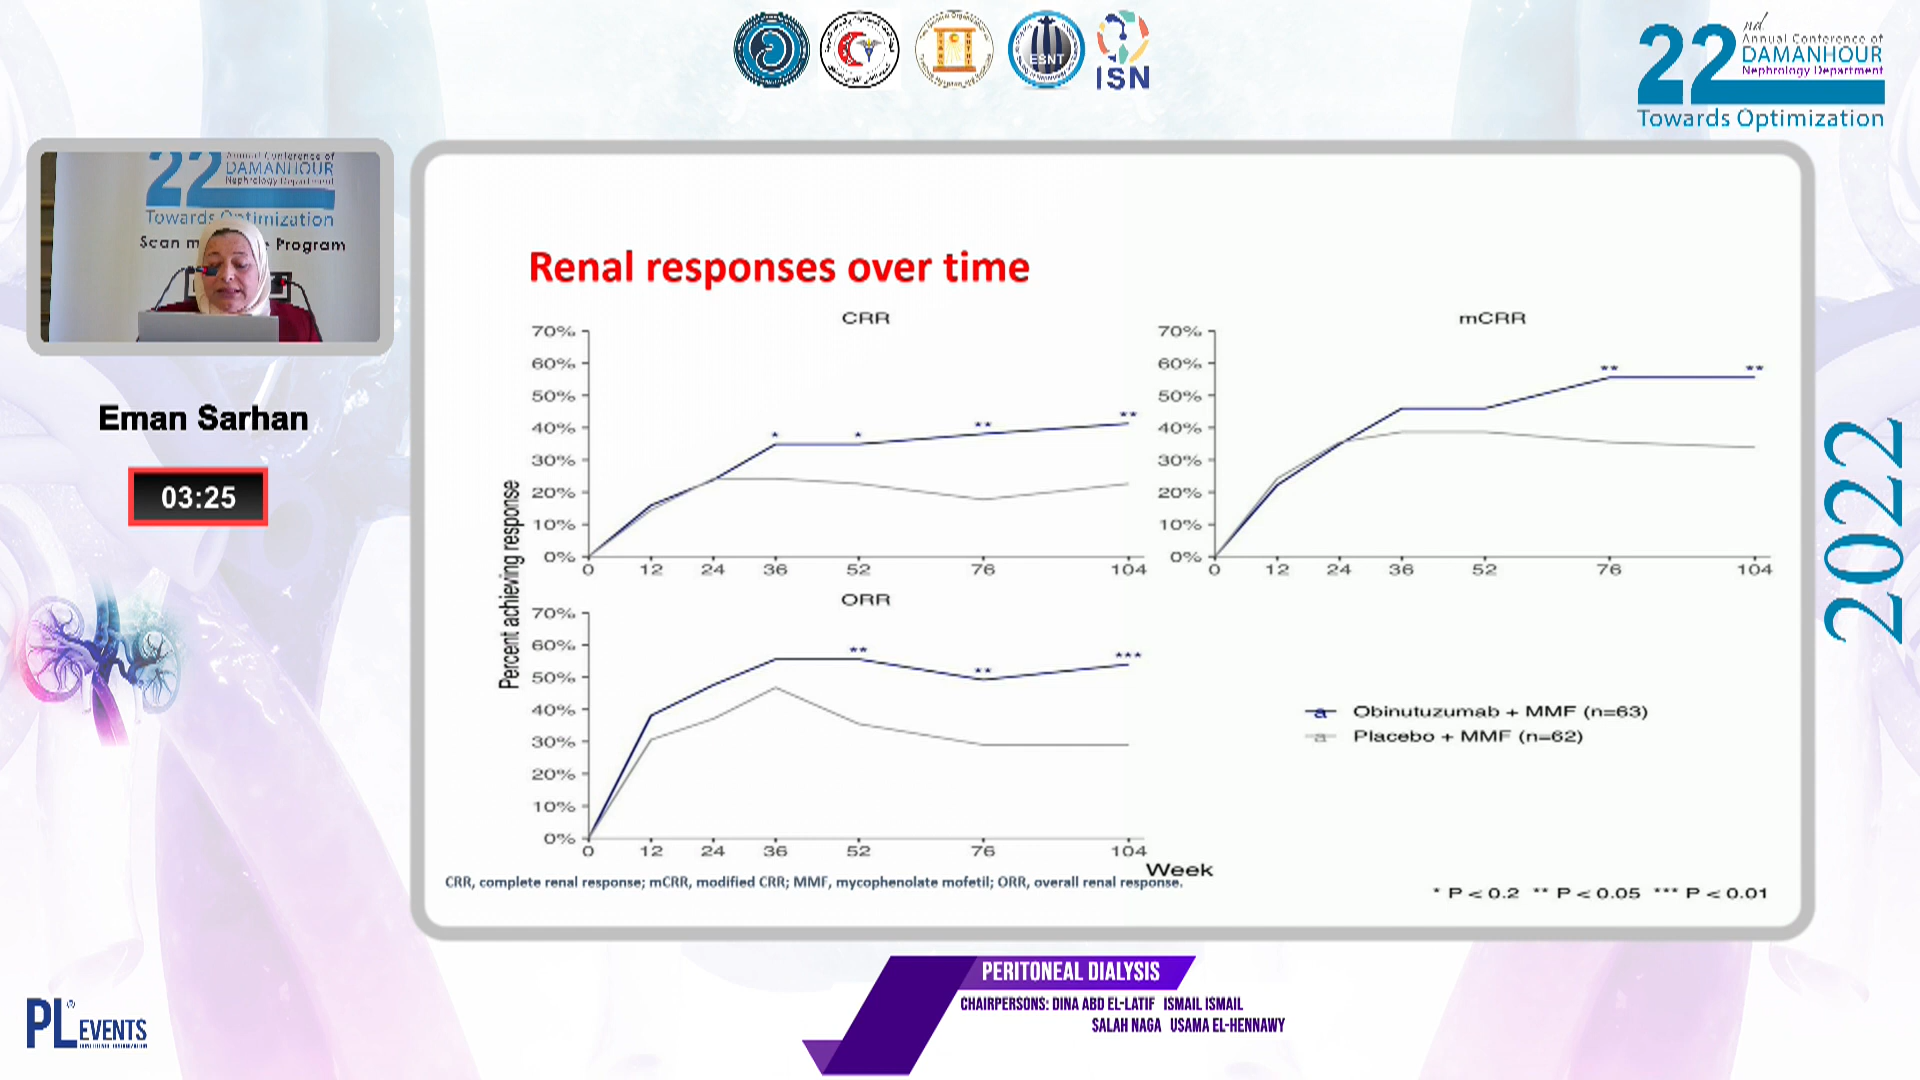 ESNT
ISN
22nd
Annual Conference of
DAMANHOUR
Nephrology Department
Towards Optimization
22
Annual Conference of
DAMANHOUR
Nephrology Department
Towards Optimization
Scan m Program
Eman Sarhan
03:25
2022
Renal responses over time
Percent achieving response
CRR
70%
60%
50%
40%
30%
20%
10%
0%
* * ** **
0 12 24 36 52 76 104
mCRR
70%
60%
50%
40%
30%
20%
10%
0%
** **
0 12 24 36 52 76 104
ORR
70%
60%
50%
40%
30%
20%
10%
0%
** ** ***
0 12 24 36 52 76 104
Week
a Obinutuzumab + MMF (n=63)
a Placebo + MMF (n=62)
CRR, complete renal response; mCRR, modified CRR; MMF, mycophenolate mofetil; ORR, overall renal response.
* P < 0.2 ** P < 0.05 *** P < 0.01
PERITONEAL DIALYSIS
CHAIRPERSONS: DINA ABD EL-LATIF ISMAIL ISMAIL
SALAH NAGA USAMA EL-HENNAWY
PL® EVENTS